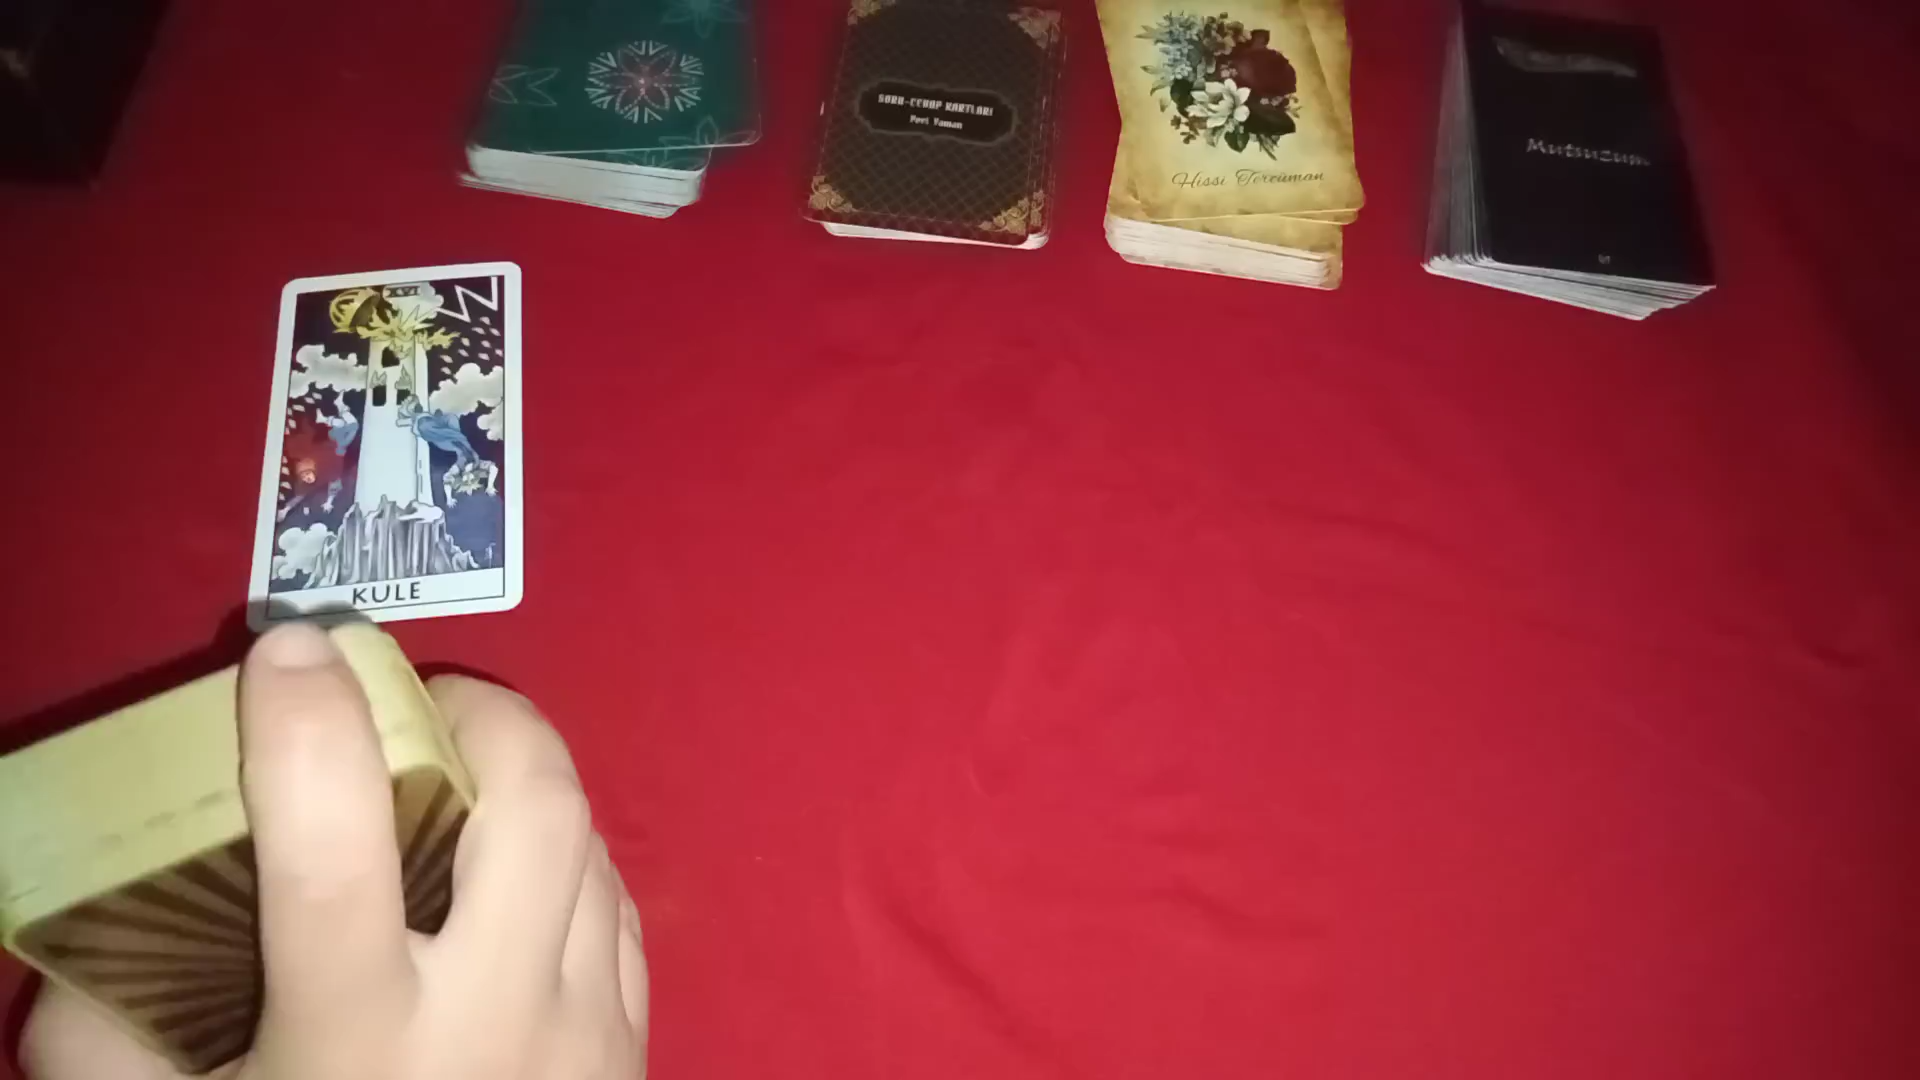 SORU-CEVAP KARTLARI
Peri Yaman
Hissi Tercüman
Mutsuzum
XVI
KULE